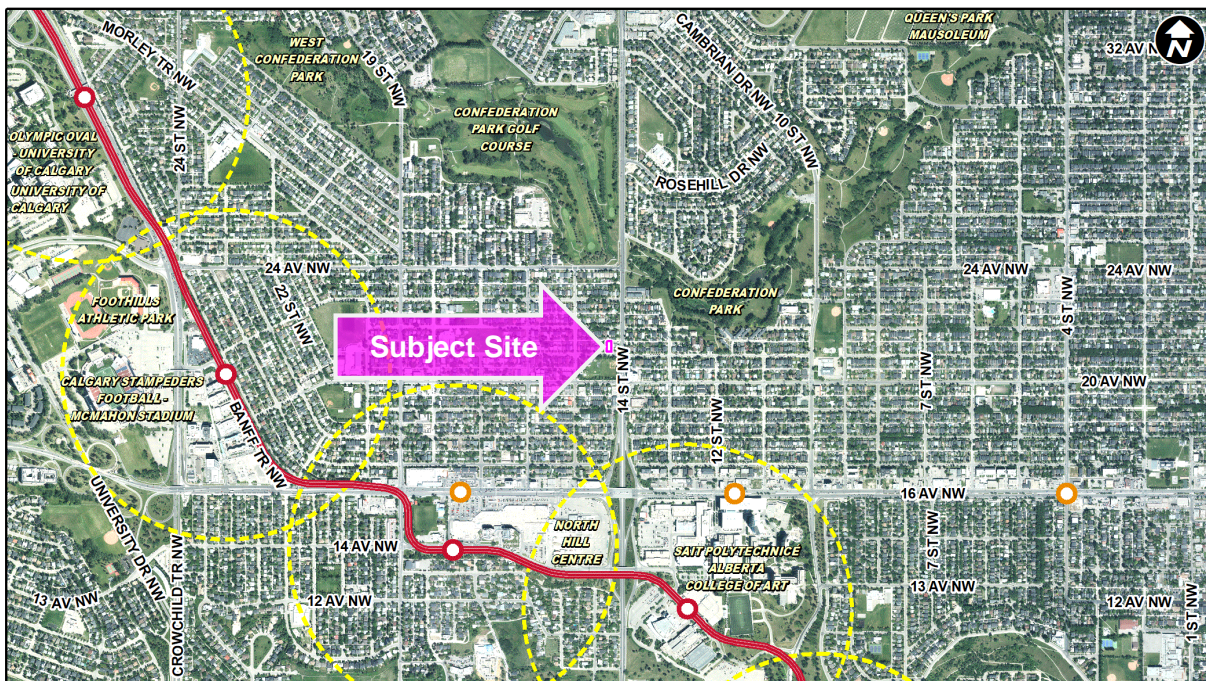 MORLEY TR NW
WEST
CONFEDERATION
PARK
19 ST NW
CAMBRIAN DR NW
QUEEN'S PARK
MAUSOLEUM
32 AV N
N
24 ST NW
OLYMPIC OVAL
- UNIVERSITY
OF CALGARY
UNIVERSITY OF
CALGARY
CONFEDERATION
PARK GOLF
COURSE
10 ST NW
ROSEHILL DR NW
24 AV NW
24 AV NW
24 AV NW
22 ST NW
FOOTHILLS
ATHLETIC PARK
CONFEDERATION
PARK
4 ST NW
Subject Site
14 ST NW
7 ST NW
20 AV NW
CALGARY STAMPEDERS
FOOTBALL -
MCMAHON STADIUM
BANFF TR NW
12 ST NW
UNIVERSITY DR NW
16 AV NW
14 AV NW
NORTH
HILL
CENTRE
SAIT POLYTECHNICE
ALBERTA
COLLEGE OF ART
7 ST NW
13 AV NW
13 AV NW
12 AV NW
12 AV NW
CROWCHILD TR NW
1 ST NW